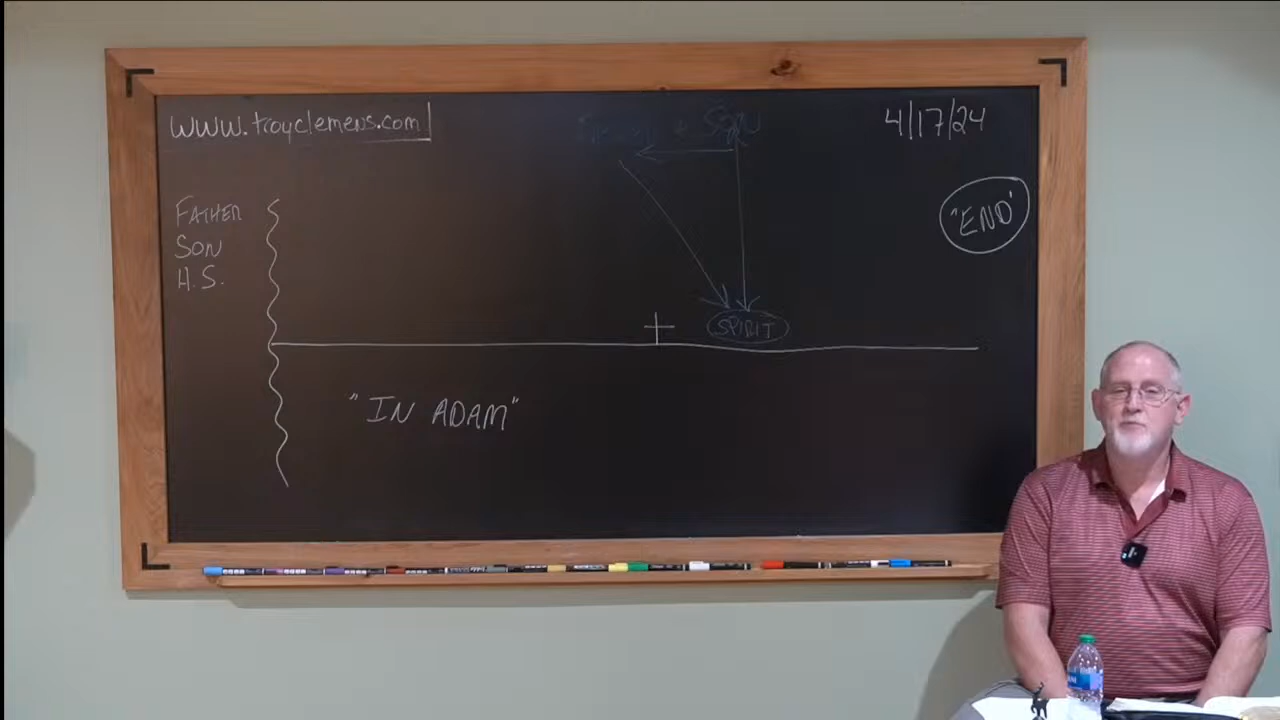 www.troyclemens.com
4/17/24
FATHER
SON
H.S.
"END"
SPIRIT
"IN ADAM"